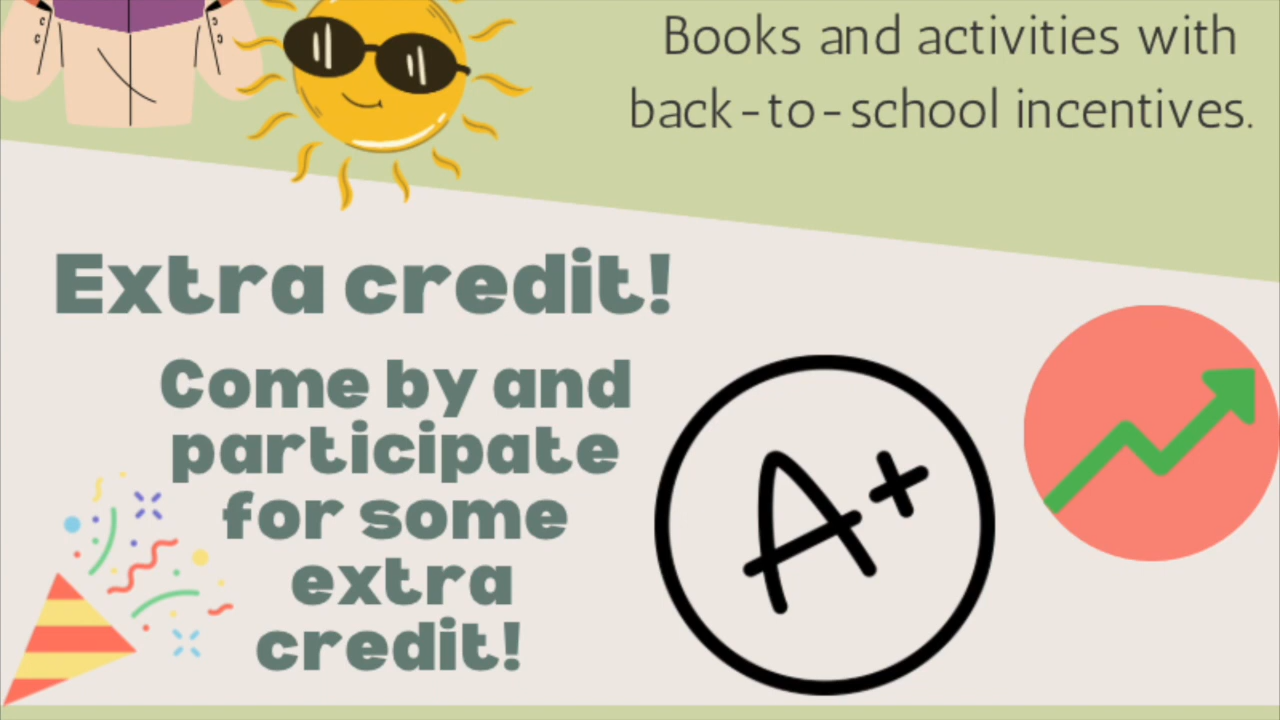 Books and activities with
back-to-school incentives.
Extra credit!
Come by and
participate
for some
extra
credit!
A+